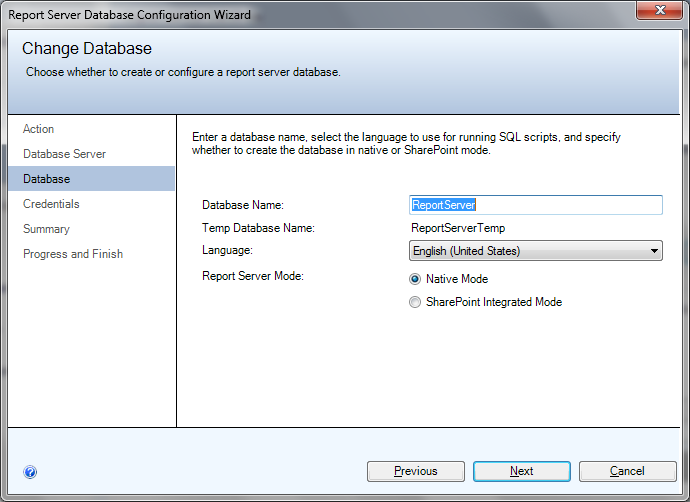 Report Server Database Configuration Wizard
Change Database
Choose whether to create or configure a report server database.
Action
Database Server
Database
Credentials
Summary
Progress and Finish
Enter a database name, select the language to use for running SQL scripts, and specify
whether to create the database in native or SharePoint mode.
Database Name: ReportServer
Temp Database Name: ReportServerTemp
Language: English (United States)
Report Server Mode: Native Mode
SharePoint Integrated Mode
Previous Next Cancel